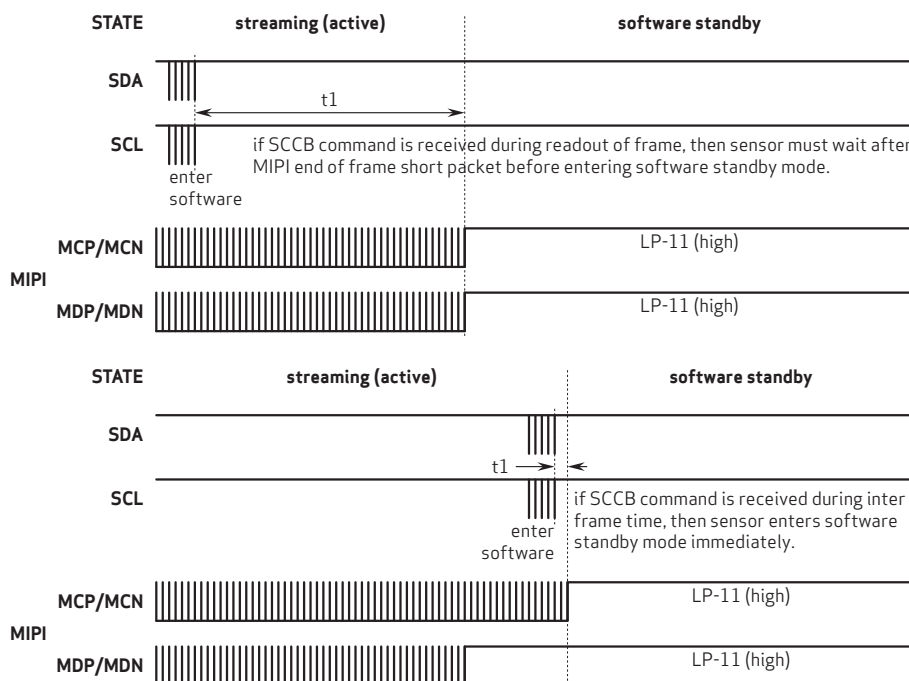 STATE streaming (active) software standby
SDA
t1
SCL if SCCB command is received during readout of frame, then sensor must wait after
MIPI end of frame short packet before entering software standby mode.
enter
software
MCP/MCN LP-11 (high)
MIPI
MDP/MDN LP-11 (high)
STATE streaming (active) software standby
SDA
t1
SCL if SCCB command is received during inter
frame time, then sensor enters software
standby mode immediately.
enter
software
MCP/MCN LP-11 (high)
MIPI
MDP/MDN LP-11 (high)